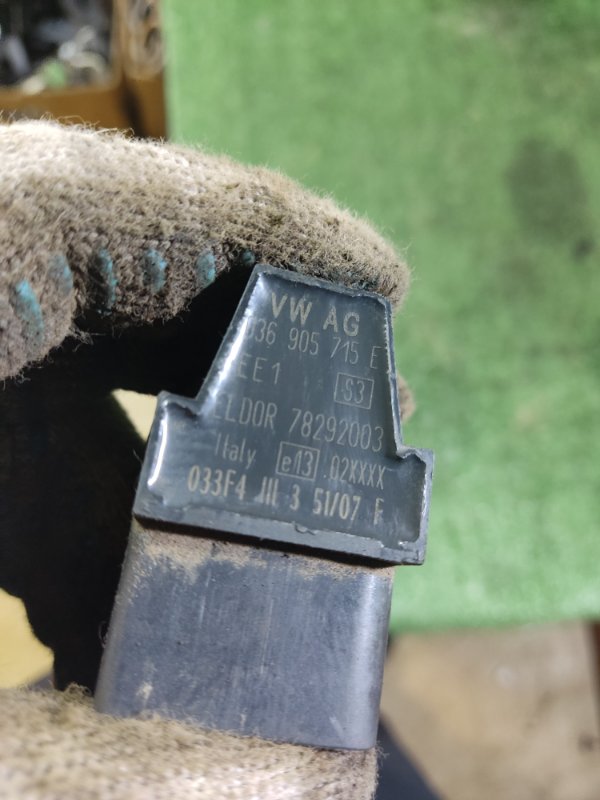 VW AG
036 905 715 E
EE1 S3
ELDOR 78292003
Italy e13 .02XXXX
033F4 III 3 51/07 F